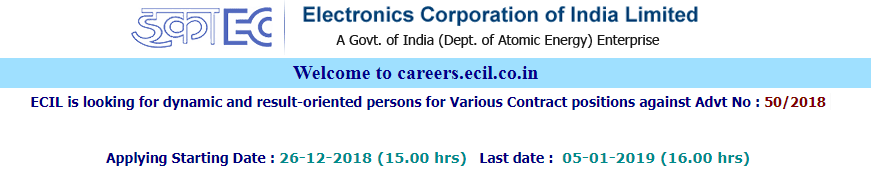 इका EC Electronics Corporation of India Limited
A Govt. of India (Dept. of Atomic Energy) Enterprise
Welcome to careers.ecil.co.in
ECIL is looking for dynamic and result-oriented persons for Various Contract positions against Advt No : 50/2018
Applying Starting Date : 26-12-2018 (15.00 hrs) Last date : 05-01-2019 (16.00 hrs)